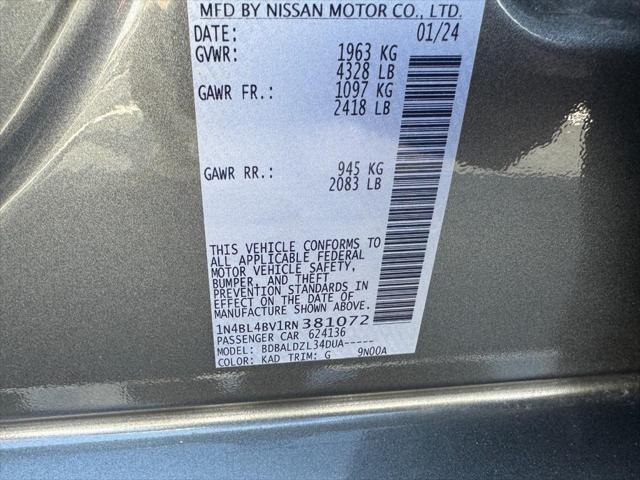 MFD BY NISSAN MOTOR CO., LTD.
DATE: 01/24
GVWR: 1963 KG
4328 LB
GAWR FR.: 1097 KG
2418 LB
GAWR RR.: 945 KG
2083 LB
THIS VEHICLE CONFORMS TO
ALL APPLICABLE FEDERAL
MOTOR VEHICLE SAFETY,
BUMPER, AND THEFT
PREVENTION STANDARDS IN
EFFECT ON THE DATE OF
MANUFACTURE SHOWN ABOVE.
1N4BL4BV1RN381072
PASSENGER CAR 624136
MODEL: BDBALDZL34DUA-----
COLOR: KAD TRIM: G 9N00A